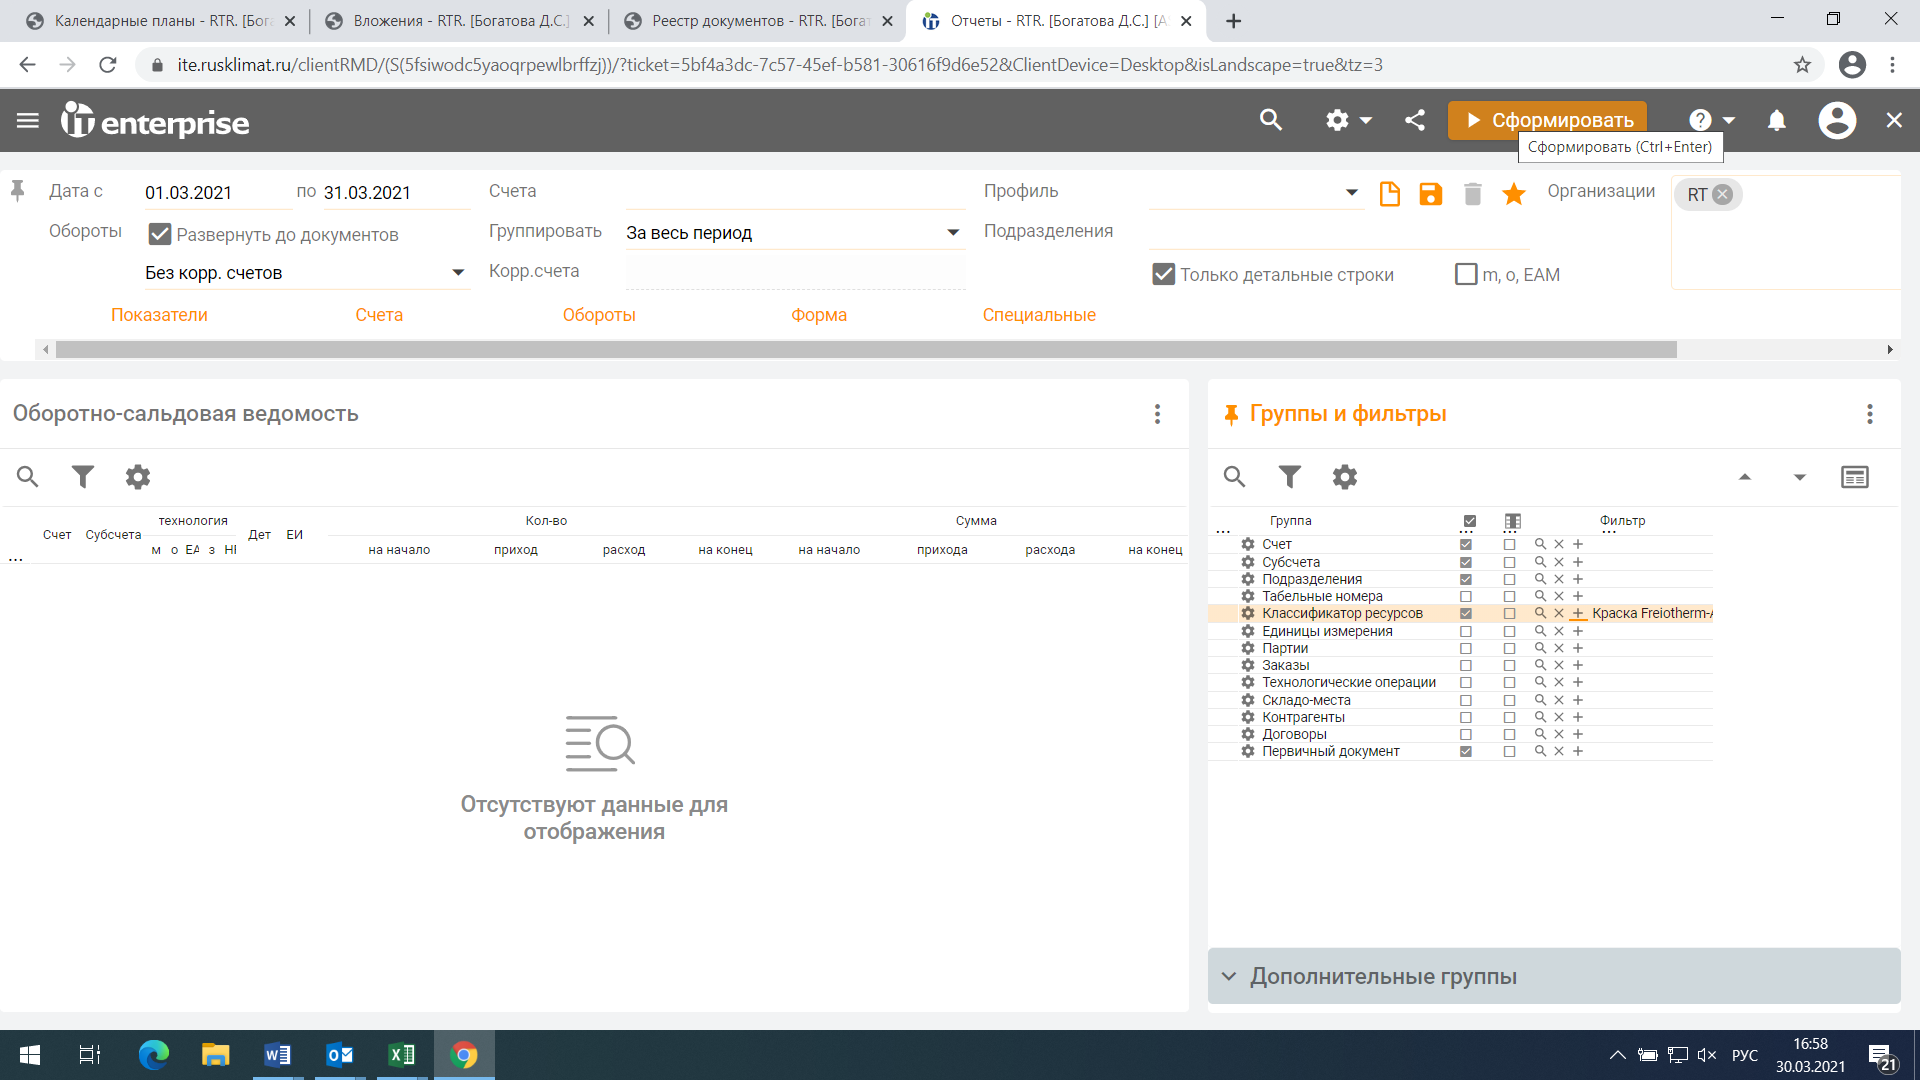 Календарные планы - RTR. [Бога
Вложения - RTR. [Богатова Д.С.]
Реестр документов - RTR. [Богат
Отчеты - RTR. [Богатова Д.С.] [A
ite.rusklimat.ru/clientRMD/(S(5fsiwodc5yaoqrpewlbrffzj))/?ticket=5bf4a3dc-7c57-45ef-b581-30616f9d6e52&ClientDevice=Desktop&isLandscape=true&tz=3
it enterprise
Сформировать
Сформировать (Ctrl+Enter)
Дата с 01.03.2021 по 31.03.2021 Счета Профиль Организации RT
Обороты Развернуть до документов Группировать За весь период Подразделения
Без корр. счетов Корр.счета Только детальные строки m, o, EAM
Показатели Счета Обороты Форма Специальные
Оборотно-сальдовая ведомость
Счет Субсчета технология Дет ЕИ Кол-во Сумма
м о EA з НІ на начало приход расход на конец на начало прихода расхода на конец
...
Отсутствуют данные для
отображения
Группы и фильтры
Группа Фильтр
... ... ... ...
Счет
Субсчета
Подразделения
Табельные номера
Классификатор ресурсов Краска Freiotherm-A
Единицы измерения
Партии
Заказы
Технологические операции
Складо-места
Контрагенты
Договоры
Первичный документ
Дополнительные группы
РУС
16:58
30.03.2021
21